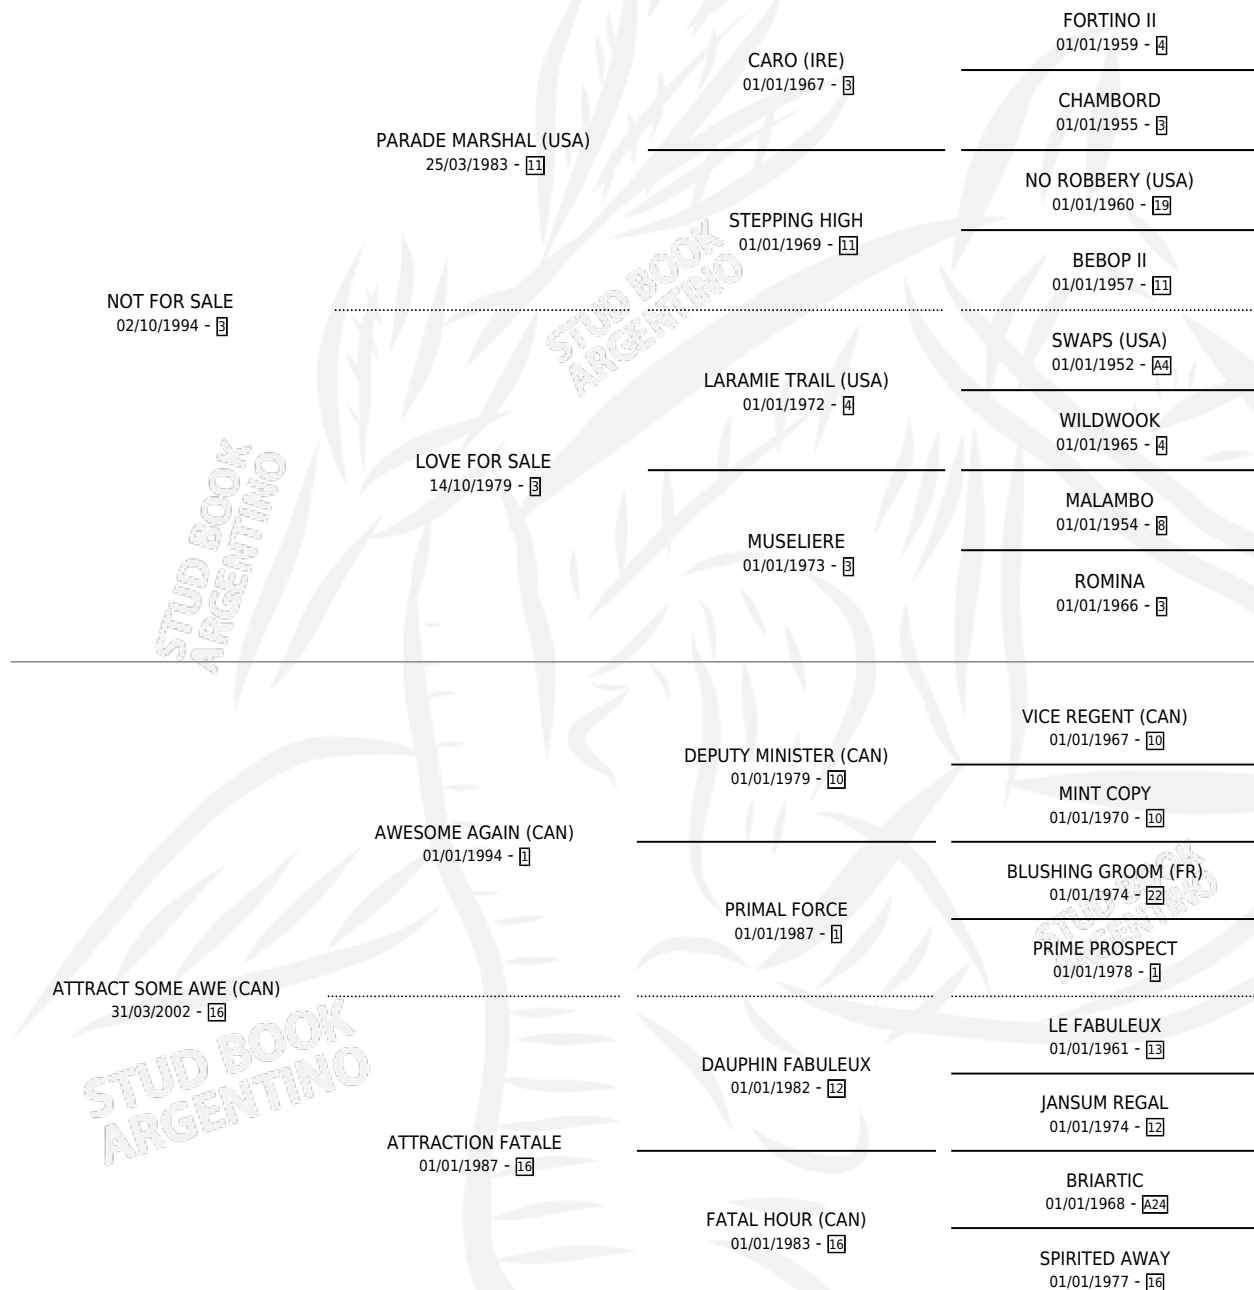 FORTINO II
01/01/1959 - 4
CARO (IRE)
01/01/1967 - 3
CHAMBORD
01/01/1955 - 3
PARADE MARSHAL (USA)
25/03/1983 - 11
NO ROBBERY (USA)
01/01/1960 - 19
STEPPING HIGH
01/01/1969 - 11
BEBOP II
01/01/1957 - 11
NOT FOR SALE
02/10/1994 - 3
SWAPS (USA)
01/01/1952 - A4
LARAMIE TRAIL (USA)
01/01/1972 - 4
WILDWOOK
01/01/1965 - 4
LOVE FOR SALE
14/10/1979 - 3
MALAMBO
01/01/1954 - 8
MUSELIERE
01/01/1973 - 3
ROMINA
01/01/1966 - 3
STUD BOOK
ARGENTINO
STUD BOOK
ARGENTINO
VICE REGENT (CAN)
01/01/1967 - 10
DEPUTY MINISTER (CAN)
01/01/1979 - 10
MINT COPY
01/01/1970 - 10
AWESOME AGAIN (CAN)
01/01/1994 - 1
BLUSHING GROOM (FR)
01/01/1974 - 22
PRIMAL FORCE
01/01/1987 - 1
PRIME PROSPECT
01/01/1978 - 1
ATTRACT SOME AWE (CAN)
31/03/2002 - 16
LE FABULEUX
01/01/1961 - 13
DAUPHIN FABULEUX
01/01/1982 - 12
JANSUM REGAL
01/01/1974 - 12
ATTRACTION FATALE
01/01/1987 - 16
BRIARTIC
01/01/1968 - A24
FATAL HOUR (CAN)
01/01/1983 - 16
SPIRITED AWAY
01/01/1977 - 16
STUD BOOK
ARGENTINO
STUD BOOK
ARGENTINO